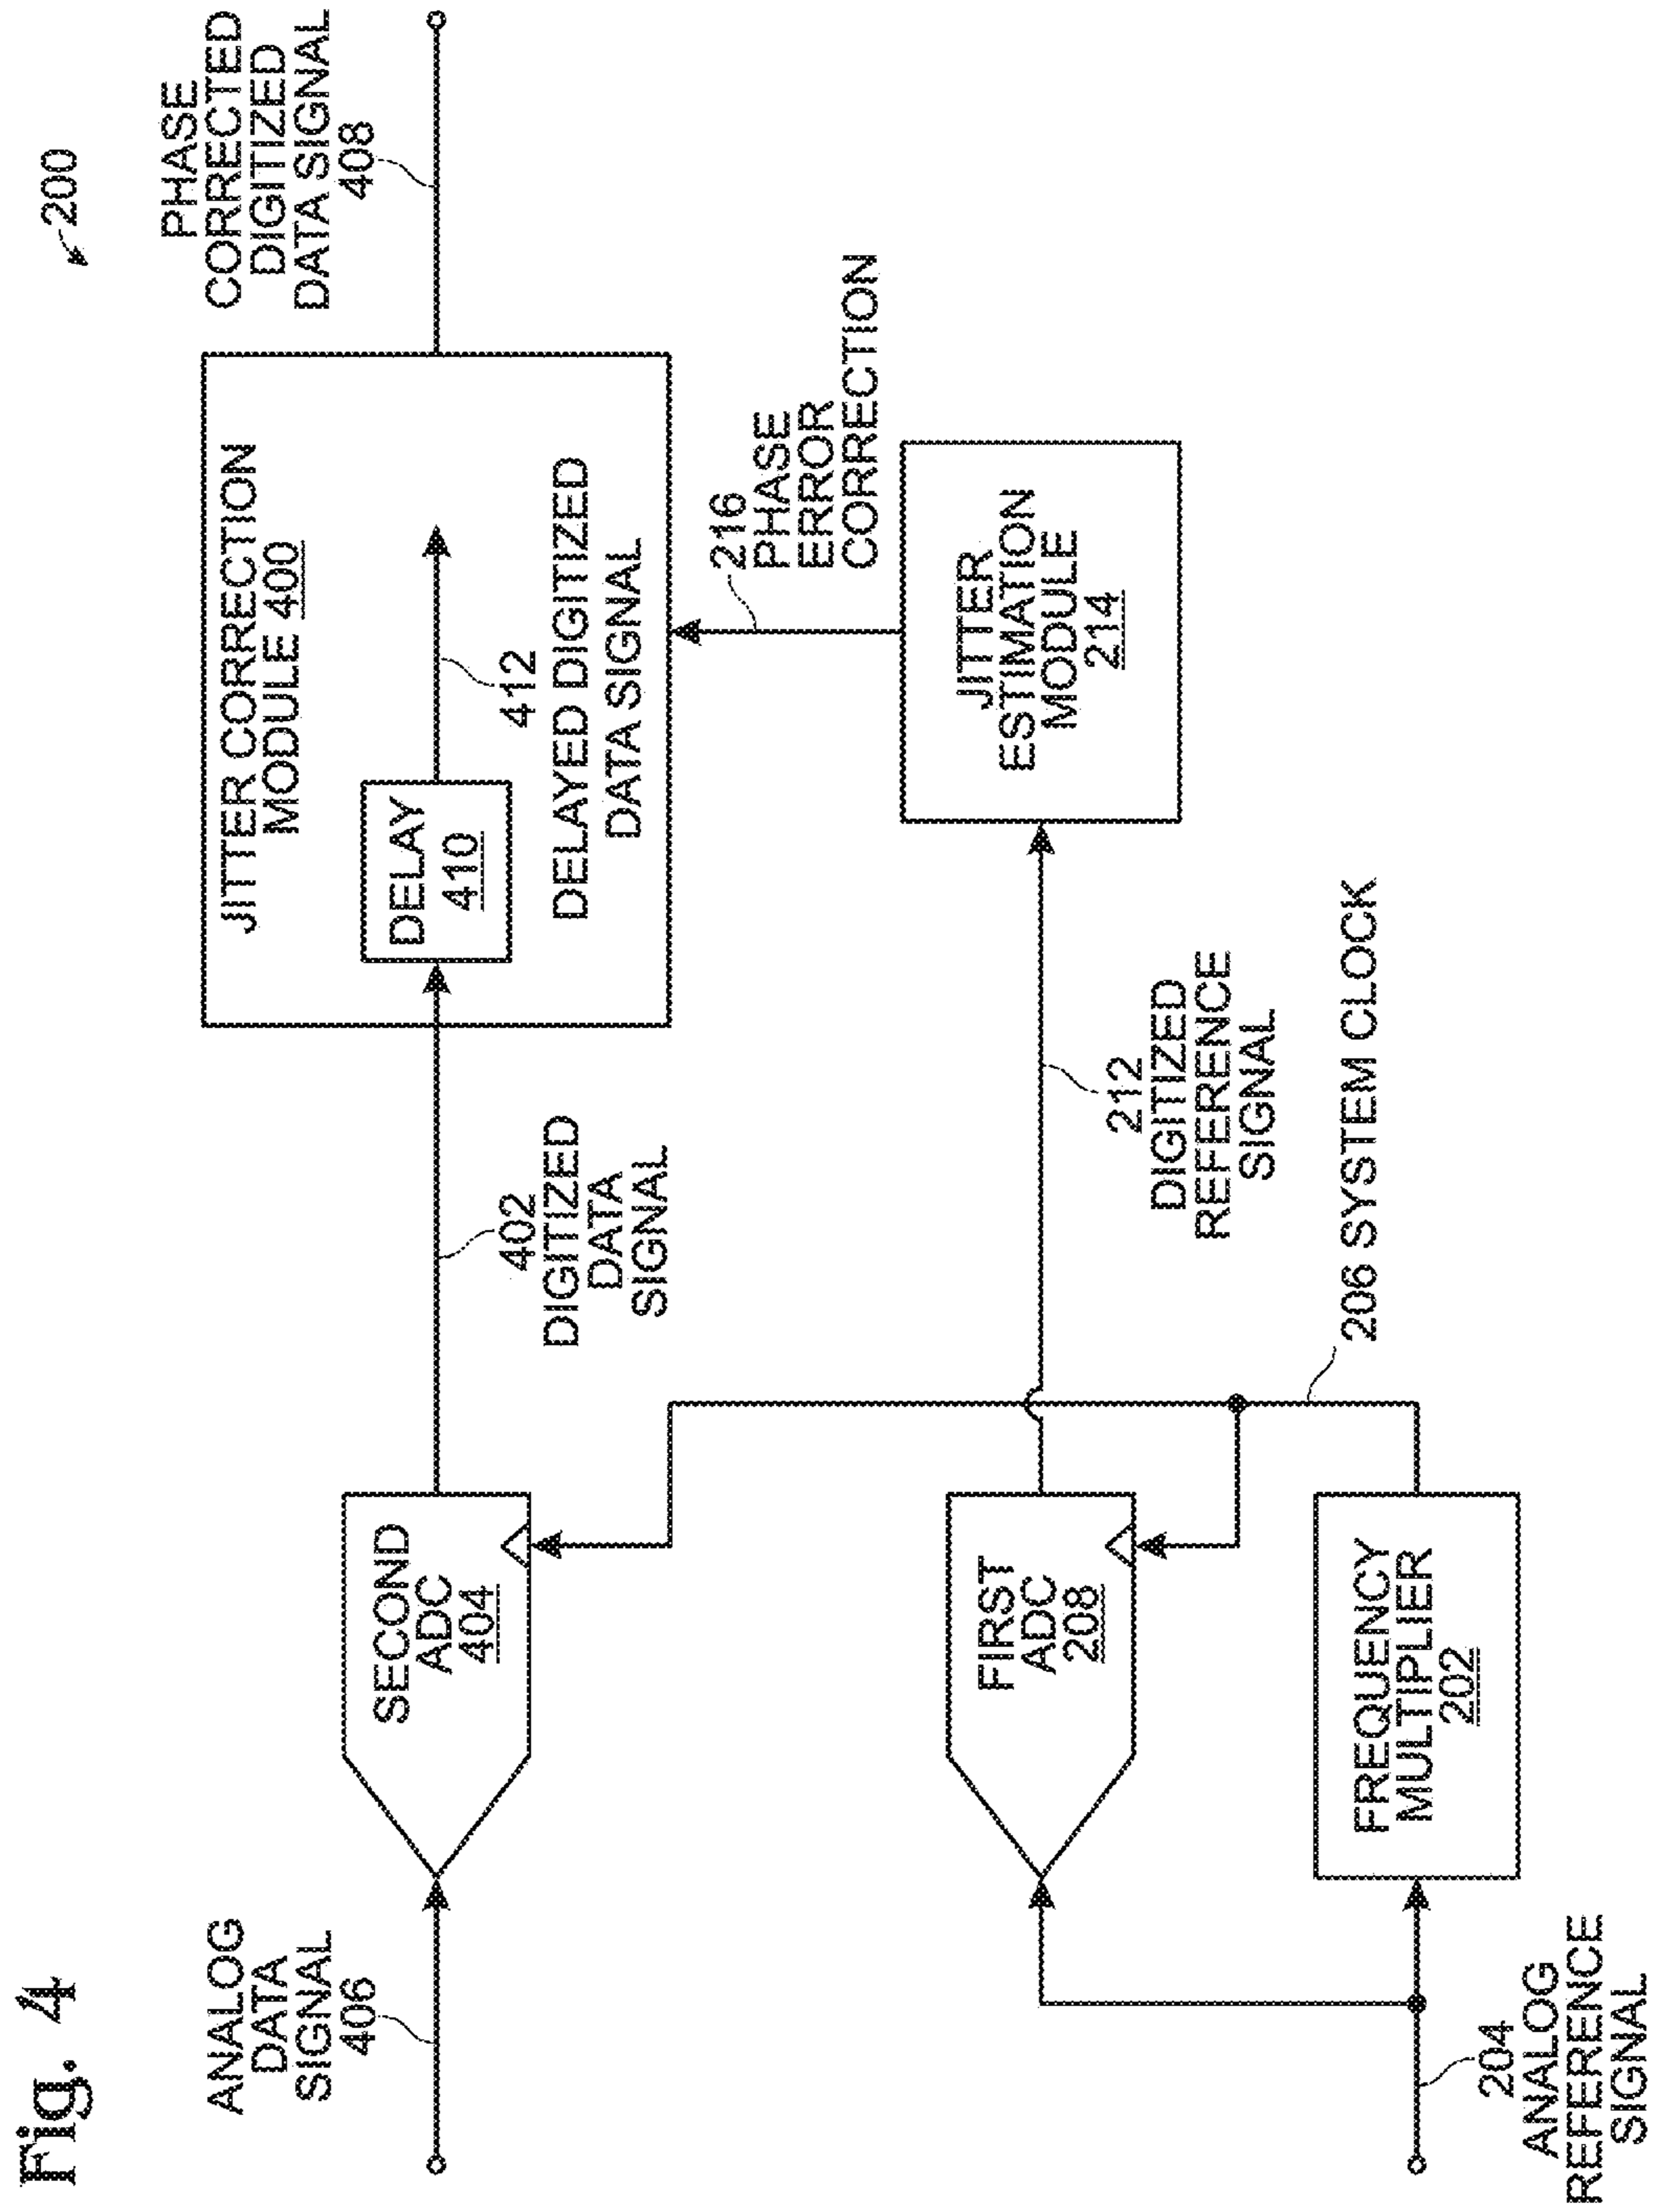 Fig. 4
200
ANALOG
DATA
SIGNAL
406
SECOND
ADC
404
402
DIGITIZED
DATA
SIGNAL
JITTER CORRECTION
MODULE 400
DELAY
410
412
DELAYED DIGITIZED
DATA SIGNAL
PHASE
CORRECTED
DIGITIZED
DATA SIGNAL
408
216
PHASE
ERROR
CORRECTION
FIRST
ADC
208
212
DIGITIZED
REFERENCE
SIGNAL
JITTER
ESTIMATION
MODULE
214
206 SYSTEM CLOCK
FREQUENCY
MULTIPLIER
202
204
ANALOG
REFERENCE
SIGNAL